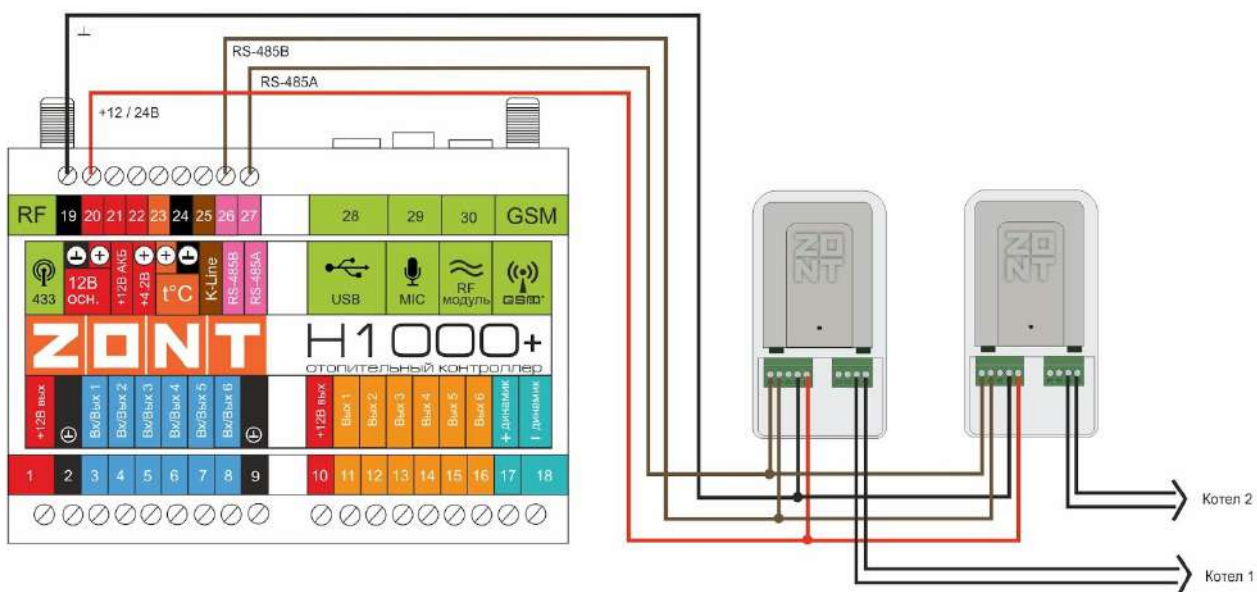 ⊥
RS-485B
RS-485A
+12 / 24В
RF 19 20 21 22 23 24 25 26 27 28 29 30 GSM
433
12В
осн.
+12В АКБ
+4.2В
t°C
K-Line
RS-485B
RS-485A
USB
MIC
RF
модуль
GSM
ZONT
H1000+
отопительный контроллер
+12В вых
Вх/Вых 1
Вх/Вых 2
Вх/Вых 3
Вх/Вых 4
Вх/Вых 5
Вх/Вых 6
+12В вых
Вых 1
Вых 2
Вых 3
Вых 4
Вых 5
Вых 6
+ динамик
– динамик
1 2 3 4 5 6 7 8 9 10 11 12 13 14 15 16 17 18
ZONT
ZONT
Котел 2
Котел 1